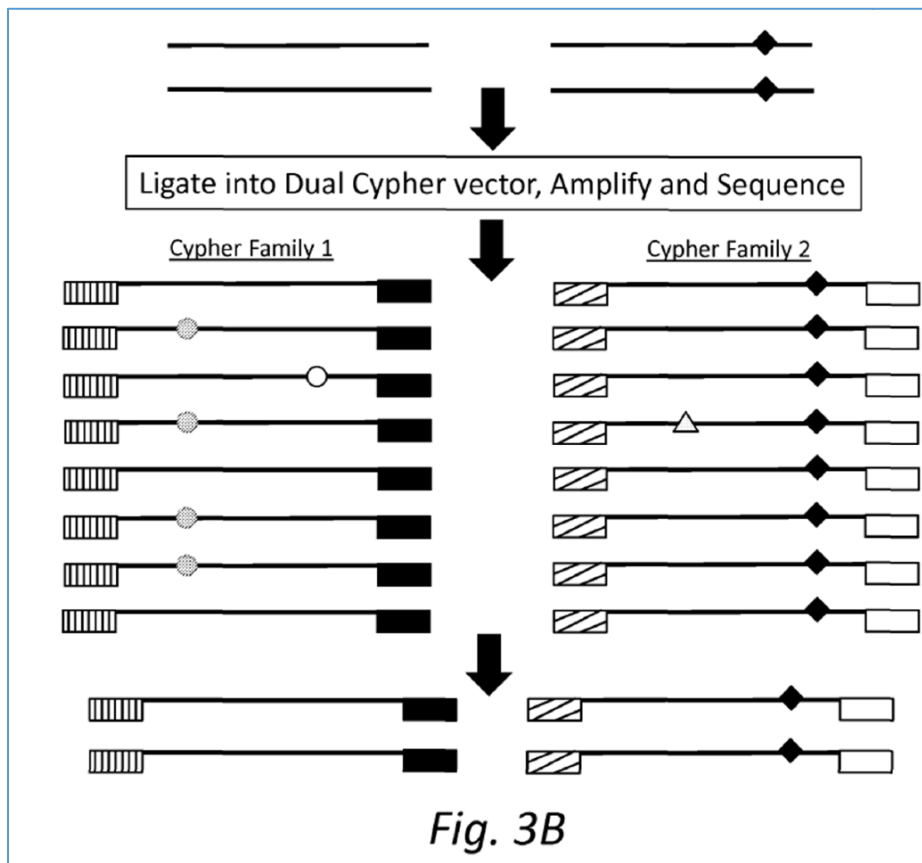 Ligate into Dual Cypher vector, Amplify and Sequence
Cypher Family 1
Cypher Family 2
Fig. 3B